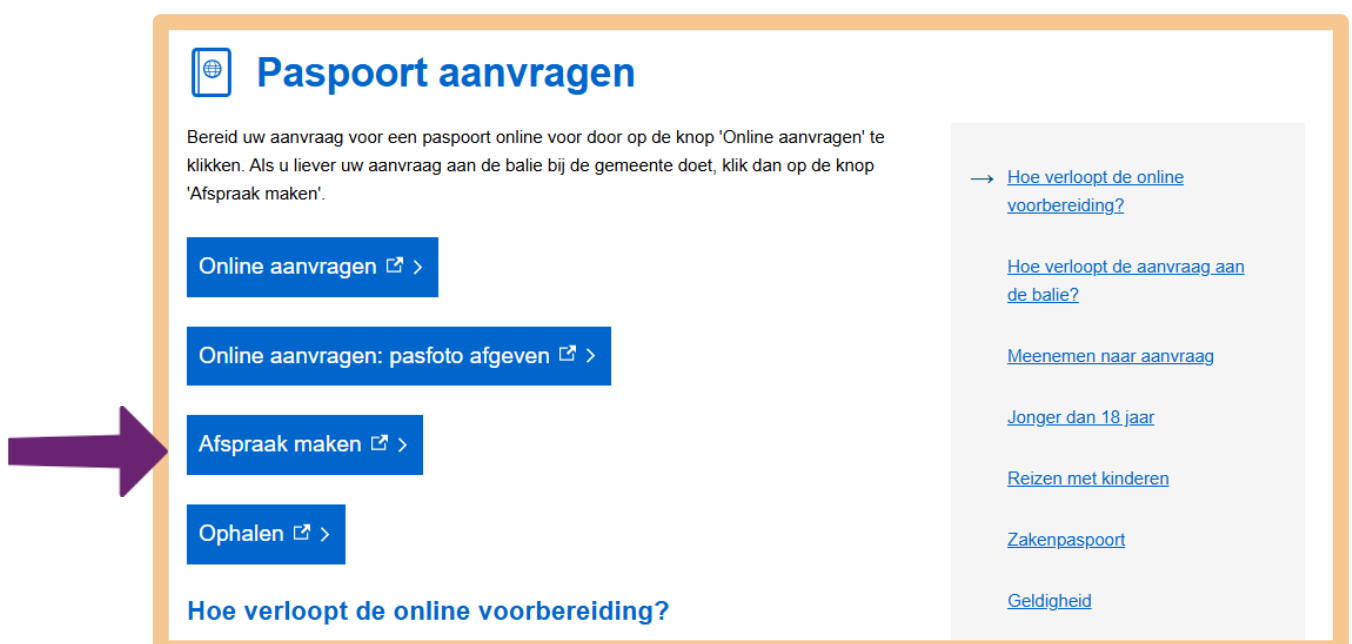 Paspoort aanvragen
Bereid uw aanvraag voor een paspoort online voor door op de knop 'Online aanvragen' te
klikken. Als u liever uw aanvraag aan de balie bij de gemeente doet, klik dan op de knop
'Afspraak maken'.
Online aanvragen
Online aanvragen: pasfoto afgeven
Afspraak maken
Ophalen
Hoe verloopt de online voorbereiding?
Hoe verloopt de online
voorbereiding?
Hoe verloopt de aanvraag aan
de balie?
Meenemen naar aanvraag
Jonger dan 18 jaar
Reizen met kinderen
Zakenpaspoort
Geldigheid